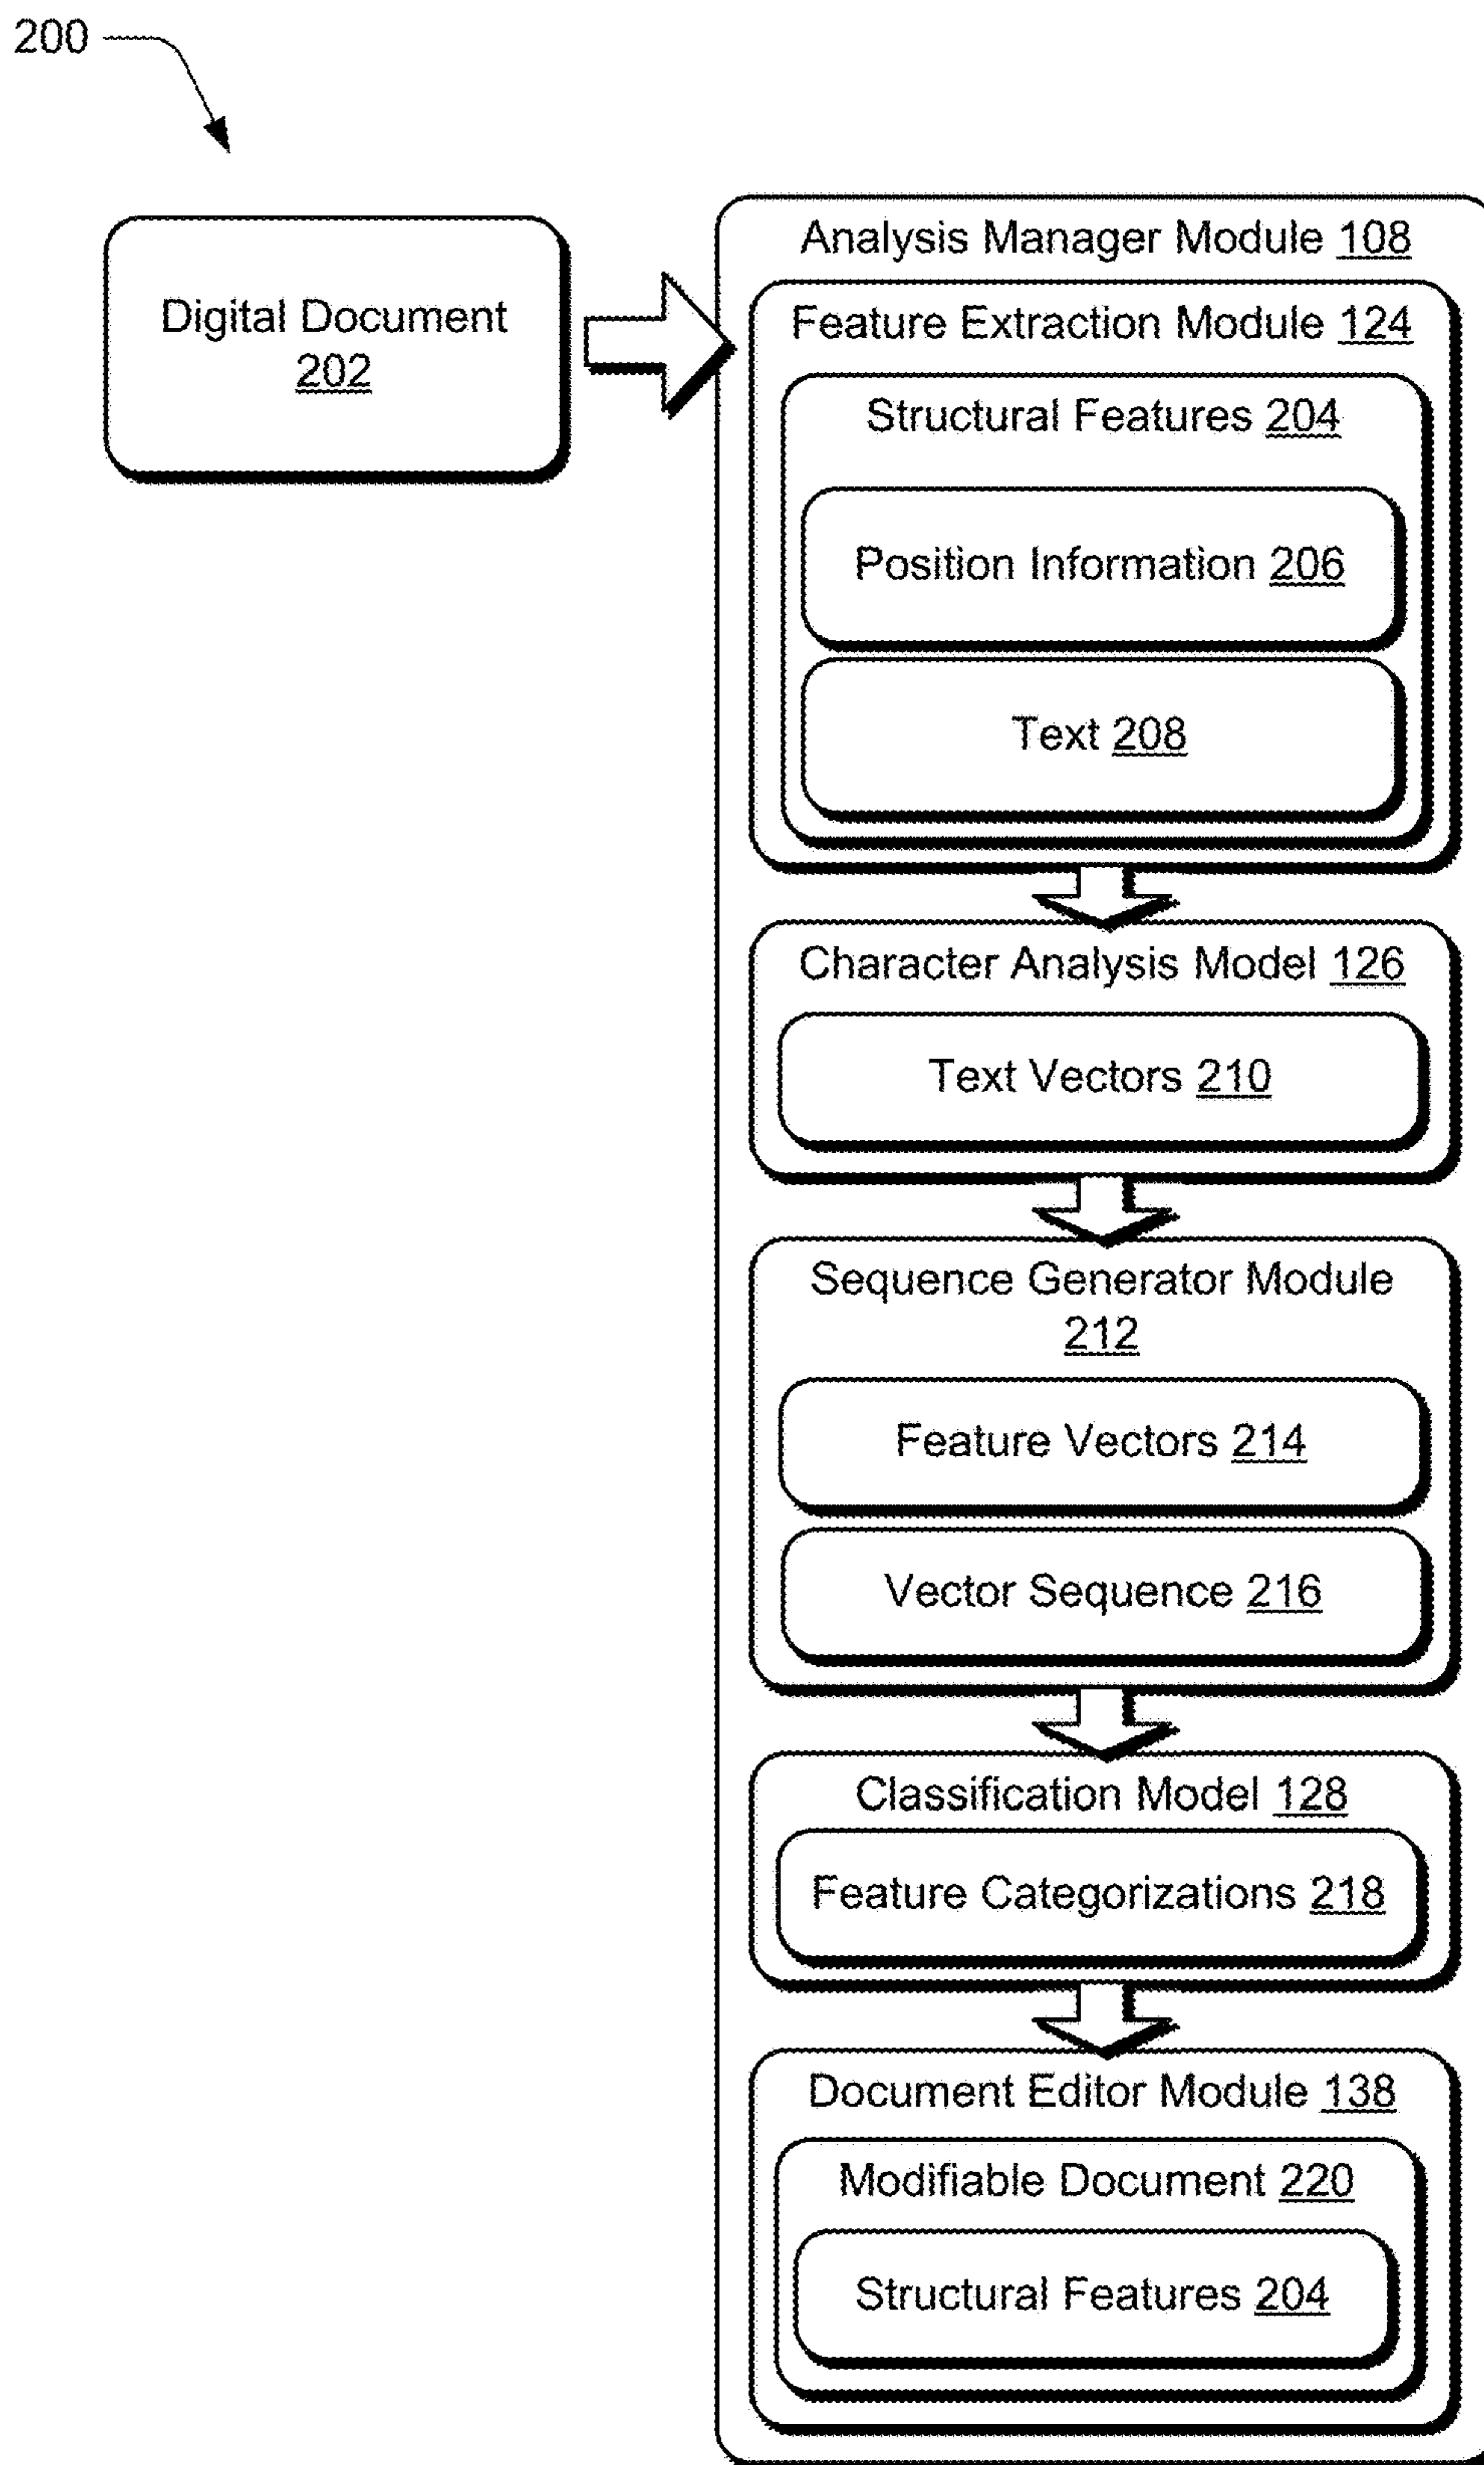 200
Digital Document
202
Analysis Manager Module 108
Feature Extraction Module 124
Structural Features 204
Position Information 206
Text 208
Character Analysis Model 126
Text Vectors 210
Sequence Generator Module
212
Feature Vectors 214
Vector Sequence 216
Classification Model 128
Feature Categorizations 218
Document Editor Module 138
Modifiable Document 220
Structural Features 204